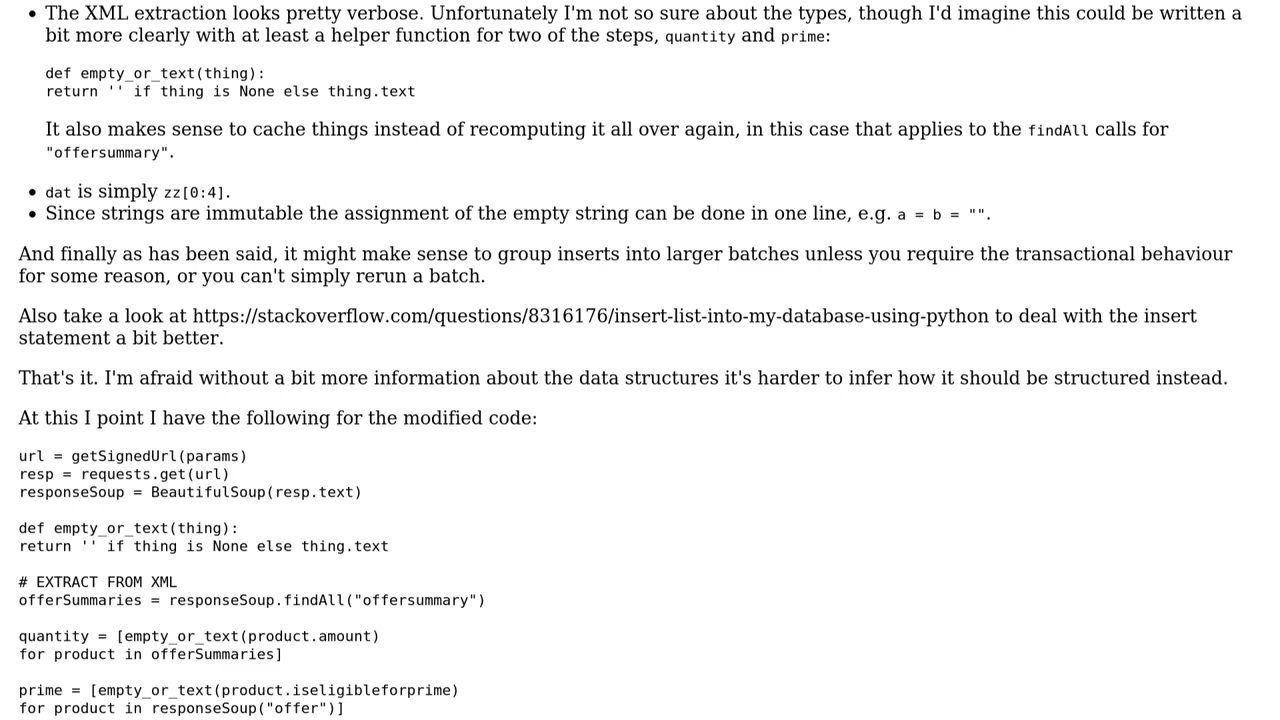 • The XML extraction looks pretty verbose. Unfortunately I'm not so sure about the types, though I'd imagine this could be written a
bit more clearly with at least a helper function for two of the steps, quantity and prime:
def empty_or_text(thing):
return '' if thing is None else thing.text
It also makes sense to cache things instead of recomputing it all over again, in this case that applies to the findAll calls for
"offersummary".
• dat is simply zz[0:4].
• Since strings are immutable the assignment of the empty string can be done in one line, e.g. a = b = "".
And finally as has been said, it might make sense to group inserts into larger batches unless you require the transactional behaviour
for some reason, or you can't simply rerun a batch.
Also take a look at https://stackoverflow.com/questions/8316176/insert-list-into-my-database-using-python to deal with the insert
statement a bit better.
That's it. I'm afraid without a bit more information about the data structures it's harder to infer how it should be structured instead.
At this I point I have the following for the modified code:
url = getSignedUrl(params)
resp = requests.get(url)
responseSoup = BeautifulSoup(resp.text)
def empty_or_text(thing):
return '' if thing is None else thing.text
# EXTRACT FROM XML
offerSummaries = responseSoup.findAll("offersummary")
quantity = [empty_or_text(product.amount)
for product in offerSummaries]
prime = [empty_or_text(product.iseligibleforprime)
for product in responseSoup("offer")]